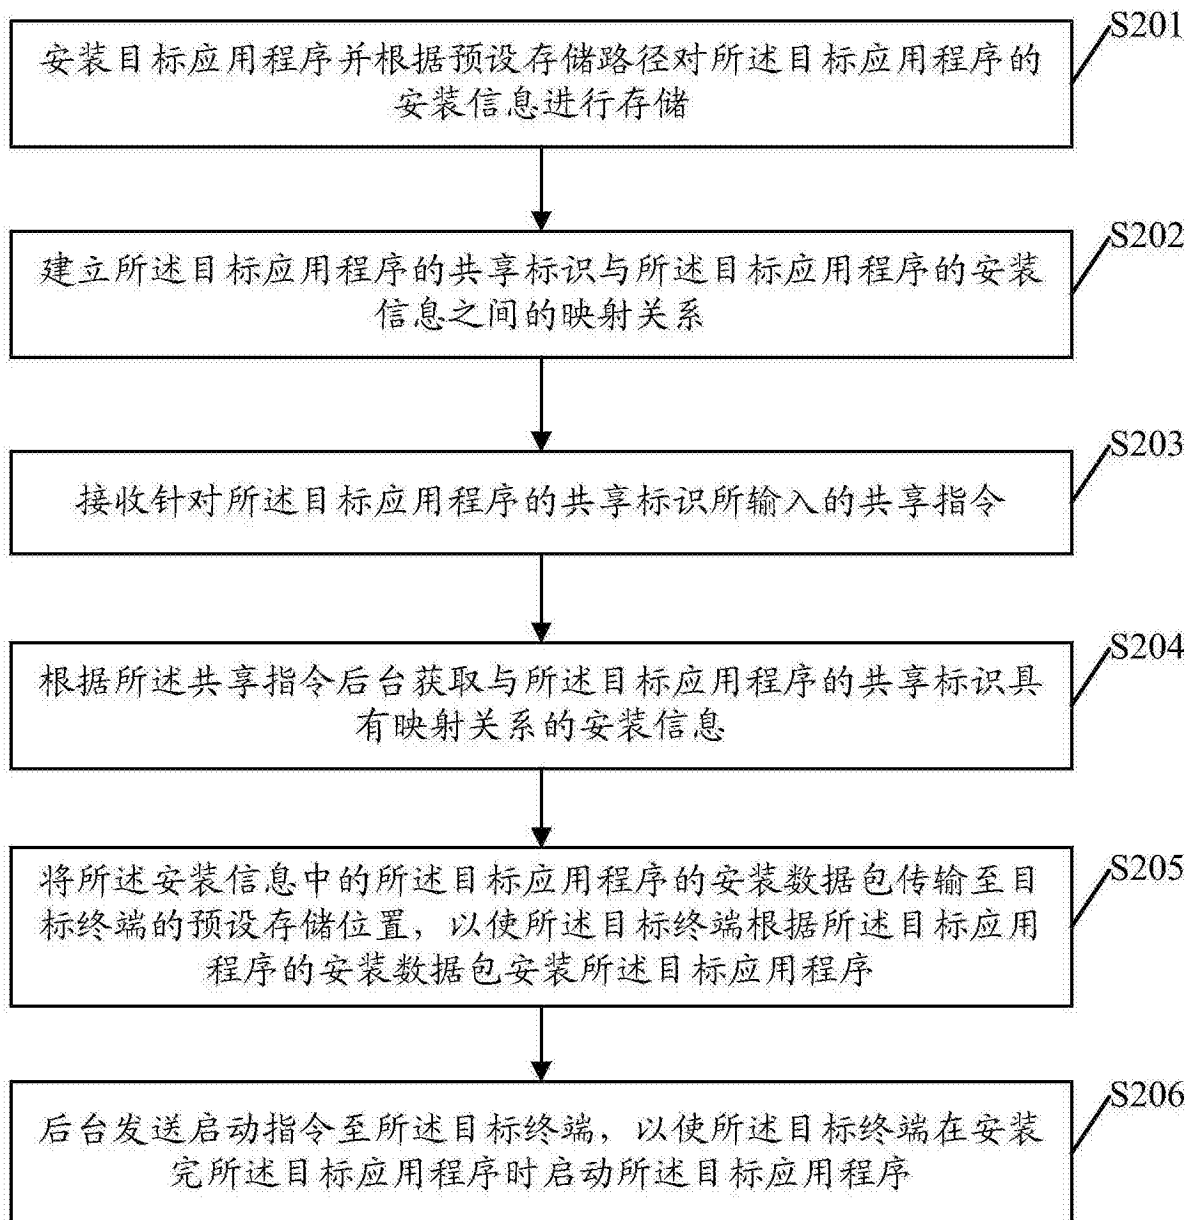 S201
安装目标应用程序并根据预设存储路径对所述目标应用程序的
安装信息进行存储
S202
建立所述目标应用程序的共享标识与所述目标应用程序的安装
信息之间的映射关系
S203
接收针对所述目标应用程序的共享标识所输入的共享指令
S204
根据所述共享指令后台获取与所述目标应用程序的共享标识具
有映射关系的安装信息
S205
将所述安装信息中的所述目标应用程序的安装数据包传输至目
标终端的预设存储位置，以使所述目标终端根据所述目标应用
程序的安装数据包安装所述目标应用程序
S206
后台发送启动指令至所述目标终端，以使所述目标终端在安装
完所述目标应用程序时启动所述目标应用程序